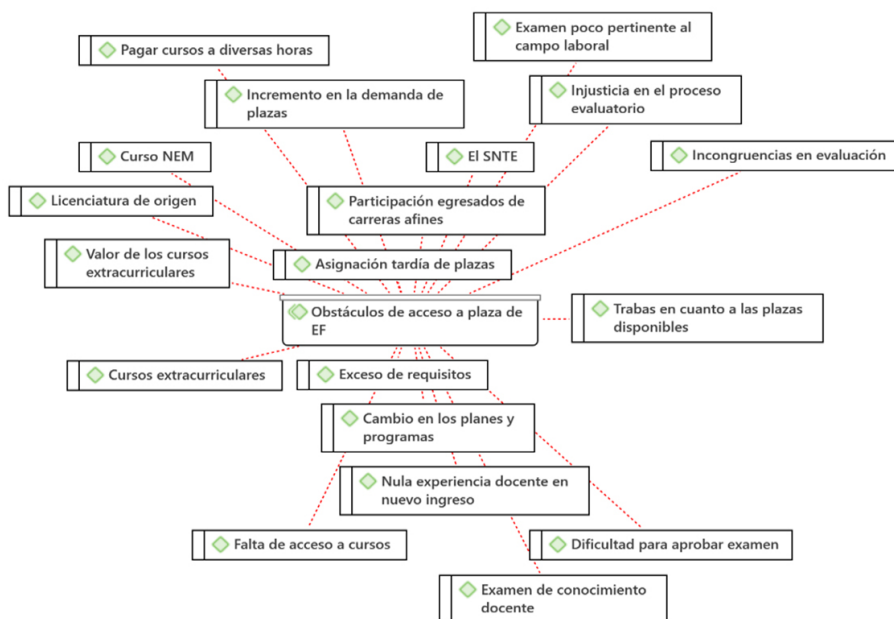 Pagar cursos a diversas horas
Examen poco pertinente al
campo laboral
Incremento en la demanda de
plazas
Injusticia en el proceso
evaluatorio
Curso NEM
El SNTE
Incongruencias en evaluación
Licenciatura de origen
Participación egresados de
carreras afines
Valor de los cursos
extracurriculares
Asignación tardía de plazas
Obstáculos de acceso a plaza de
EF
Trabas en cuanto a las plazas
disponibles
Cursos extracurriculares
Exceso de requisitos
Cambio en los planes y
programas
Nula experiencia docente en
nuevo ingreso
Falta de acceso a cursos
Dificultad para aprobar examen
Examen de conocimiento
docente